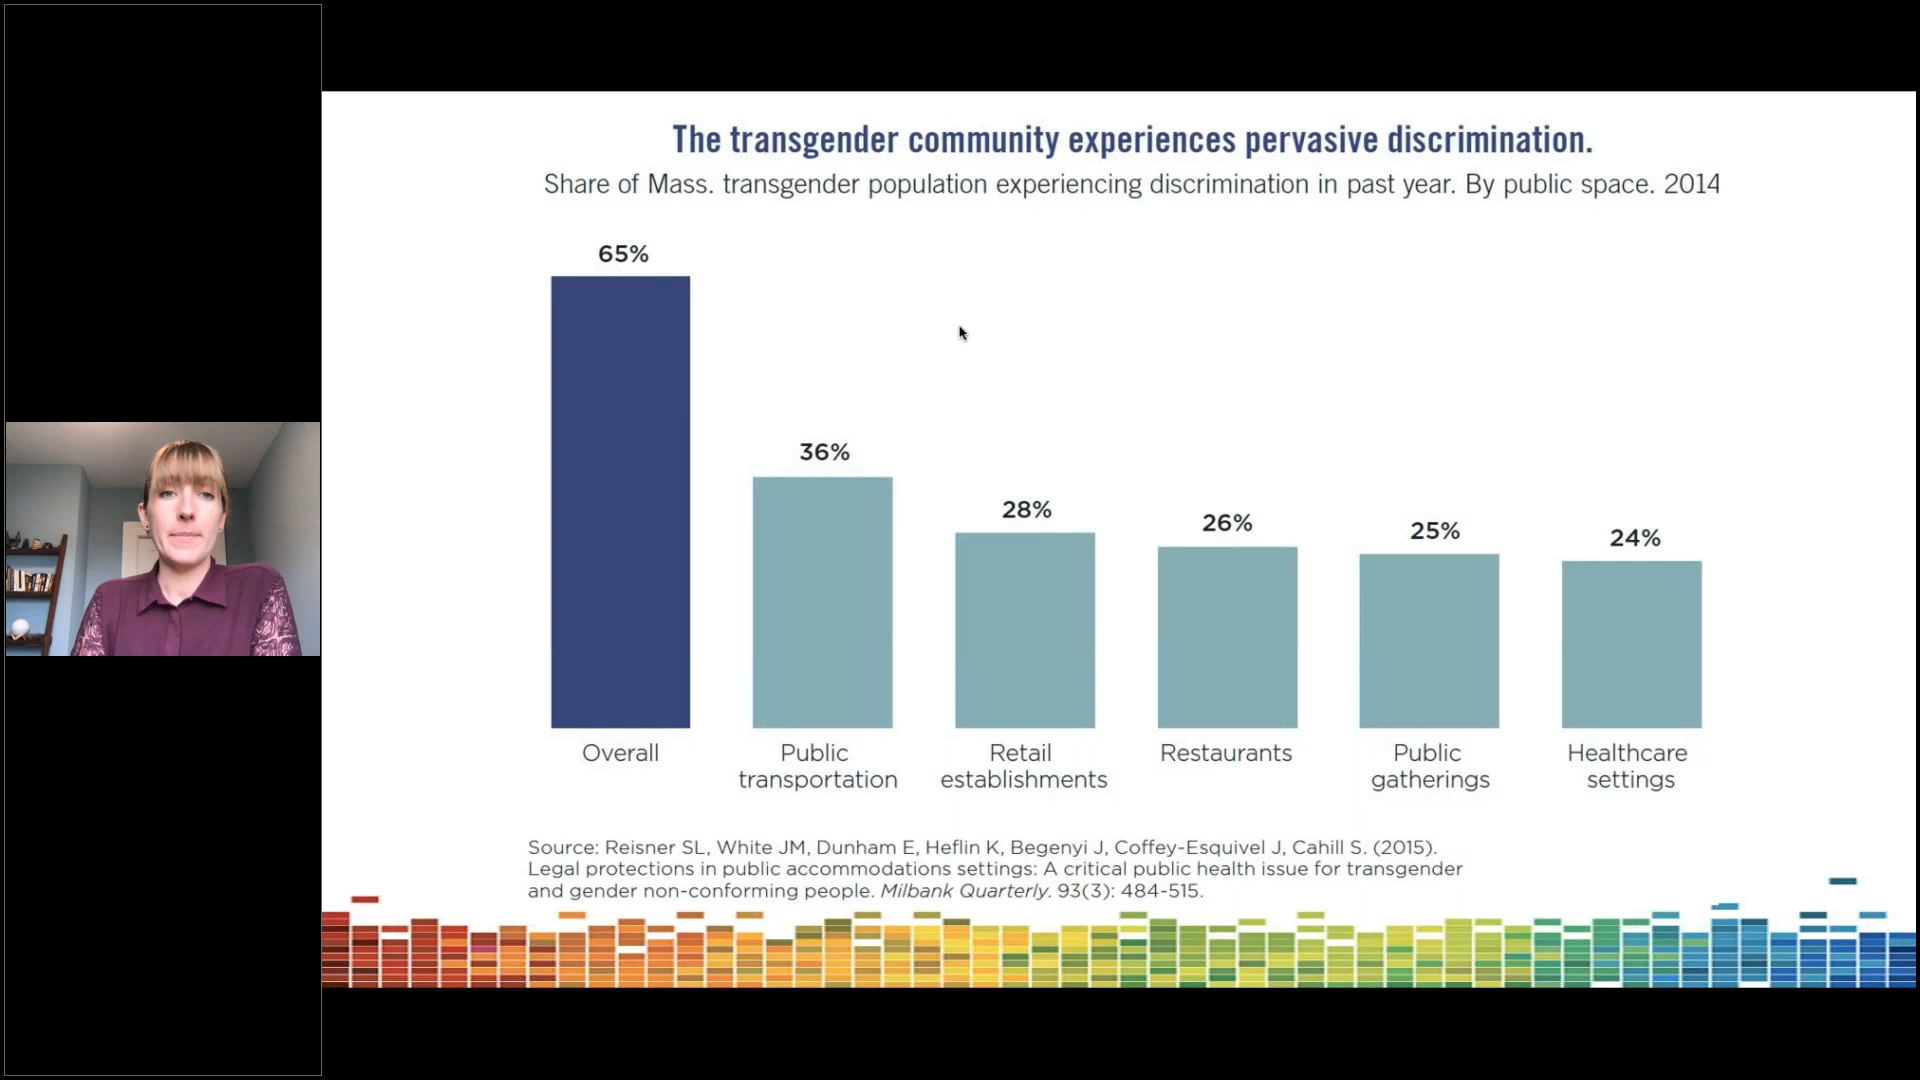 The transgender community experiences pervasive discrimination.
Share of Mass. transgender population experiencing discrimination in past year. By public space. 2014
65%
36%
28%
26%
25%
24%
Overall
Public
transportation
Retail
establishments
Restaurants
Public
gatherings
Healthcare
settings
Source: Reisner SL, White JM, Dunham E, Heflin K, Begenyi J, Coffey-Esquivel J, Cahill S. (2015).
Legal protections in public accommodations settings: A critical public health issue for transgender
and gender non-conforming people. Milbank Quarterly. 93(3): 484-515.